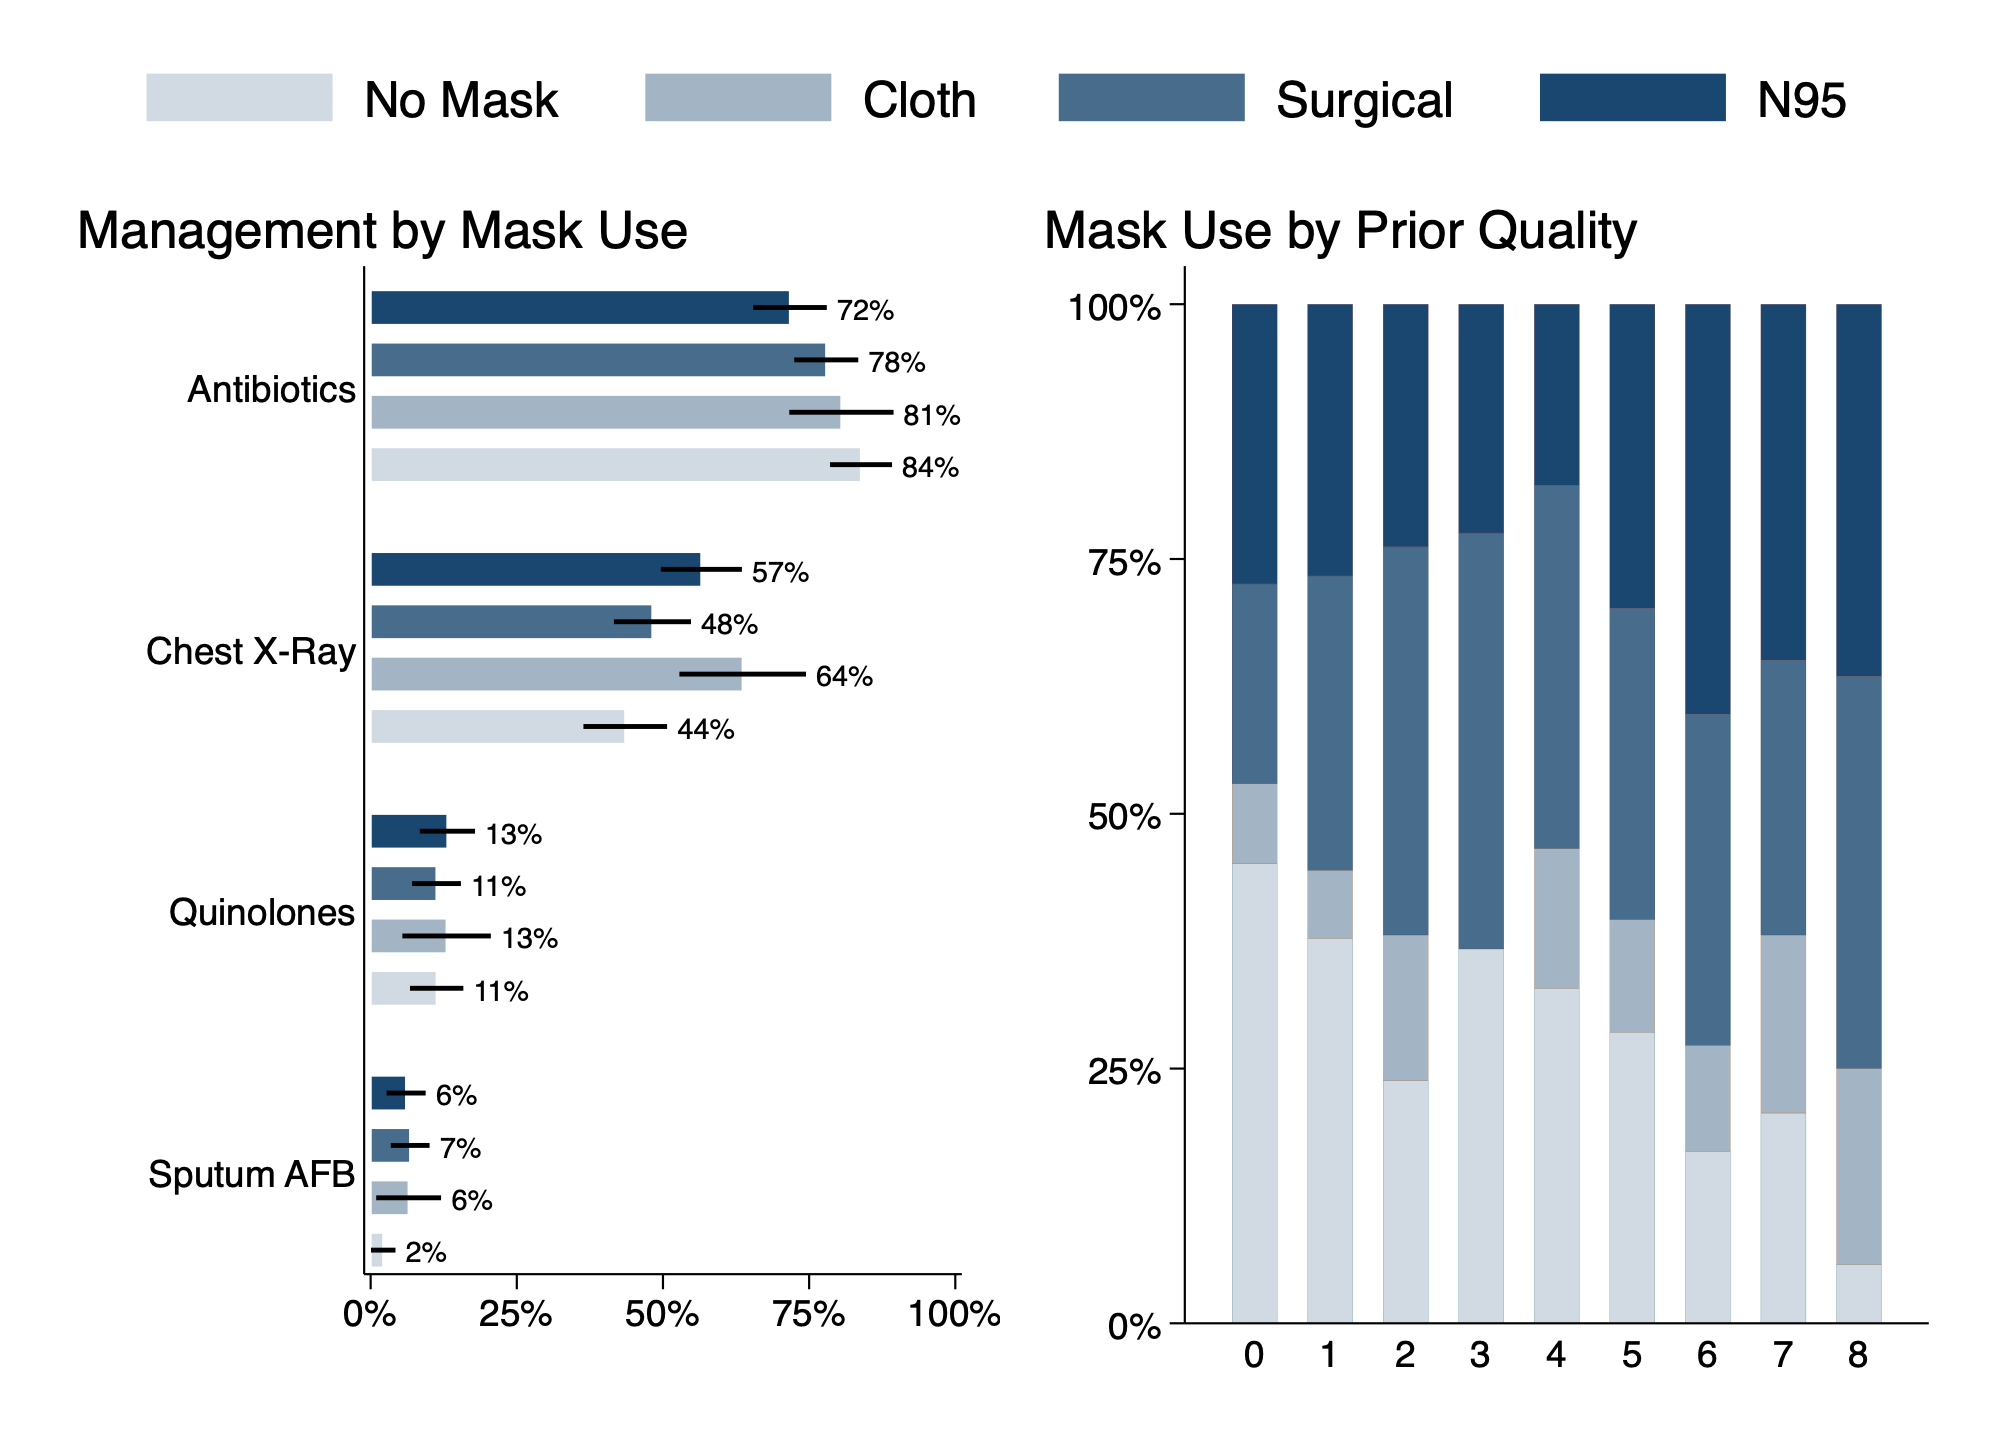 No Mask Cloth Surgical N95
Management by Mask Use
Antibiotics
72%
78%
81%
84%
Chest X-Ray
57%
48%
64%
44%
Quinolones
13%
11%
13%
11%
Sputum AFB
6%
7%
6%
2%
0% 25% 50% 75% 100%
Mask Use by Prior Quality
100%
75%
50%
25%
0%
0 1 2 3 4 5 6 7 8